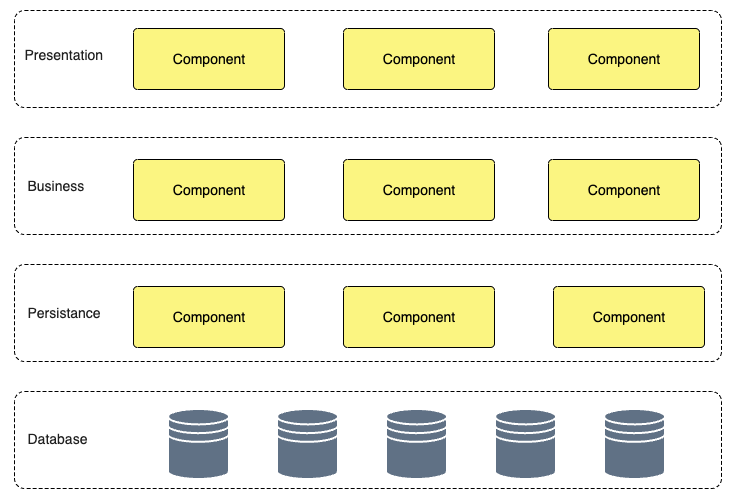 Presentation
Component
Component
Component
Business
Component
Component
Component
Persistance
Component
Component
Component
Database